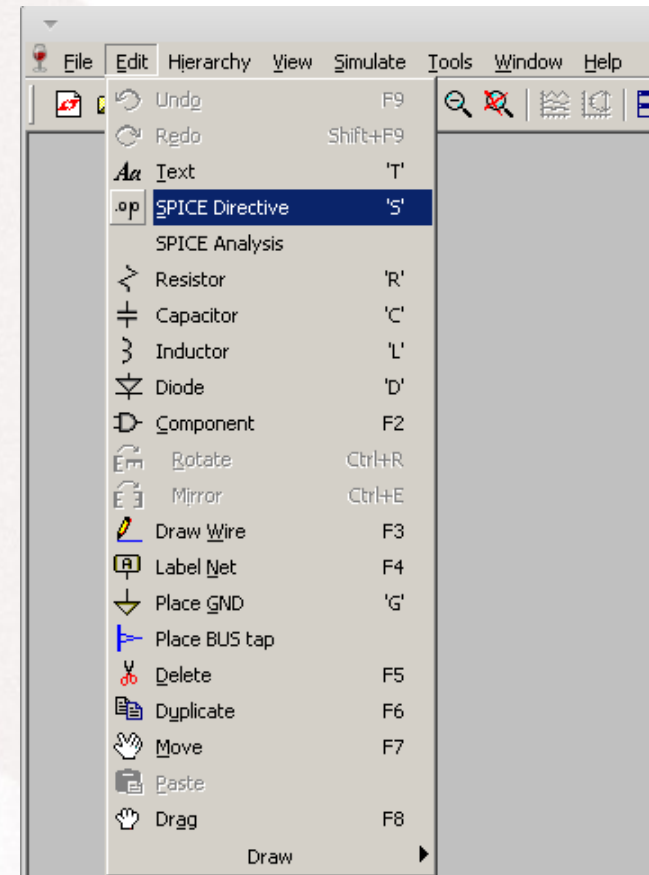 File Edit Hierarchy View Simulate Tools Window Help
Undo F9
Redo Shift+F9
Aa Text 'T'
.op SPICE Directive 'S'
SPICE Analysis
Resistor 'R'
Capacitor 'C'
Inductor 'L'
Diode 'D'
Component F2
Rotate Ctrl+R
Mirror Ctrl+E
Draw Wire F3
A Label Net F4
Place GND 'G'
Place BUS tap
Delete F5
Duplicate F6
Move F7
Paste
Drag F8
Draw